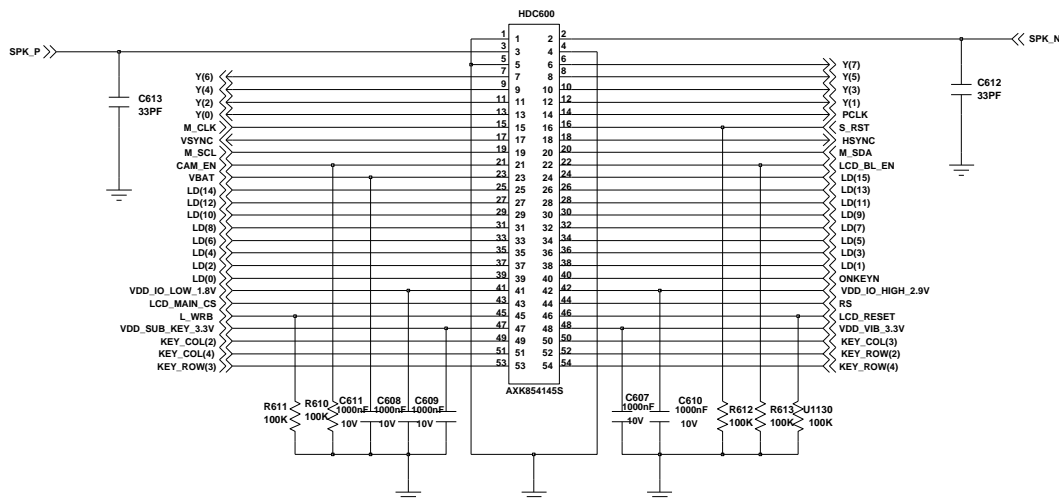 HDC600
1 1 2 2
SPK_P 3 3 4 4 SPK_N
5 5 6 6 Y(7)
Y(6) 7 7 8 8 Y(5)
Y(4) 9 9 10 10 Y(3)
Y(2) 11 11 12 12 Y(1)
Y(0) 13 13 14 14 PCLK
M_CLK 15 15 16 16 S_RST
VSYNC 17 17 18 18 HSYNC
M_SCL 19 19 20 20 M_SDA
CAM_EN 21 21 22 22 LCD_BL_EN
VBAT 23 23 24 24 LD(15)
LD(14) 25 25 26 26 LD(13)
LD(12) 27 27 28 28 LD(11)
LD(10) 29 29 30 30 LD(9)
LD(8) 31 31 32 32 LD(7)
LD(6) 33 33 34 34 LD(5)
LD(4) 35 35 36 36 LD(3)
LD(2) 37 37 38 38 LD(1)
LD(0) 39 39 40 40 ONKEYN
VDD_IO_LOW_1.8V 41 41 42 42 VDD_IO_HIGH_2.9V
LCD_MAIN_CS 43 43 44 44 RS
L_WRB 45 45 46 46 LCD_RESET
VDD_SUB_KEY_3.3V 47 47 48 48 VDD_VIB_3.3V
KEY_COL(2) 49 49 50 50 KEY_COL(3)
KEY_COL(4) 51 51 52 52 KEY_ROW(2)
KEY_ROW(3) 53 53 54 54 KEY_ROW(4)
AXK854145S
C613
33PF
C612
33PF
R611
100K
R610
100K
C611
1000nF
10V
C608
1000nF
10V
C609
1000nF
10V
C607
1000nF
10V
C610
1000nF
10V
R612
100K
R613
100K
U1130
100K